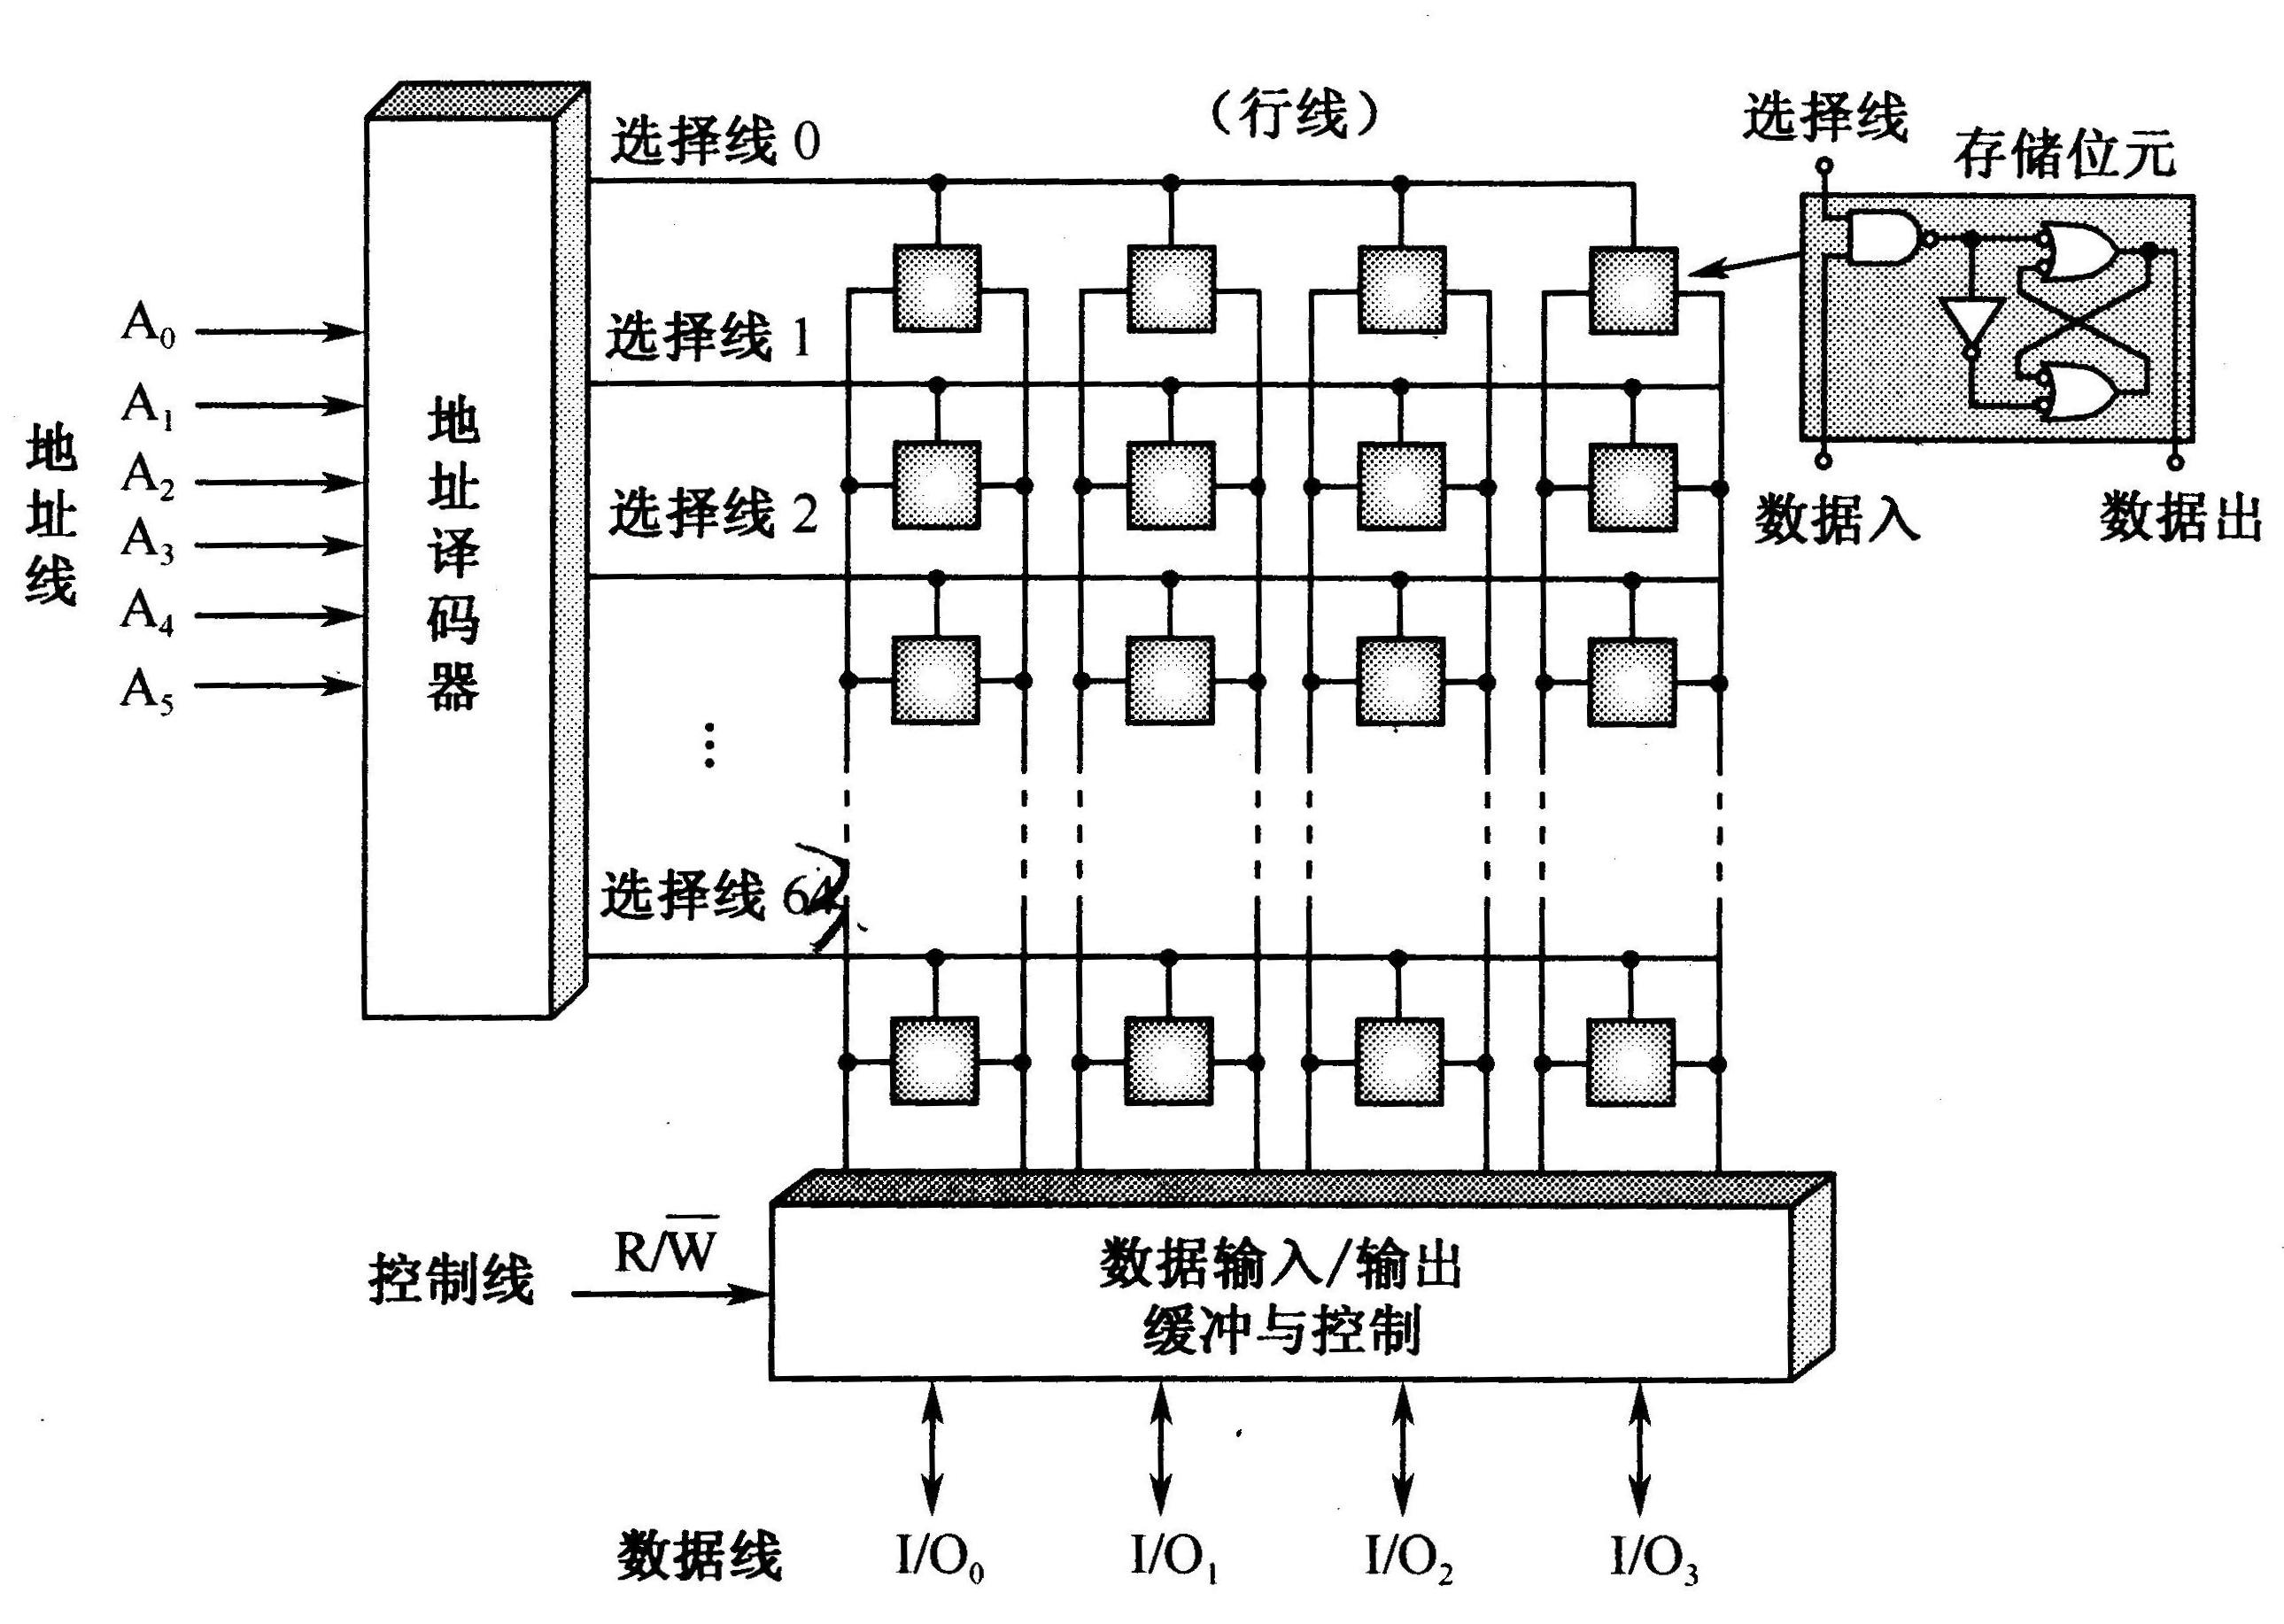 选择线 0
（行线）
选择线
存储位元
选择线 1
选择线 2
数据入
数据出
A₀
A₁
A₂
A₃
A₄
A₅
地址线
地址译码器
⋮
选择线 64
控制线
R/W̅
数据输入/输出
缓冲与控制
数据线
I/O₀
I/O₁
I/O₂
I/O₃